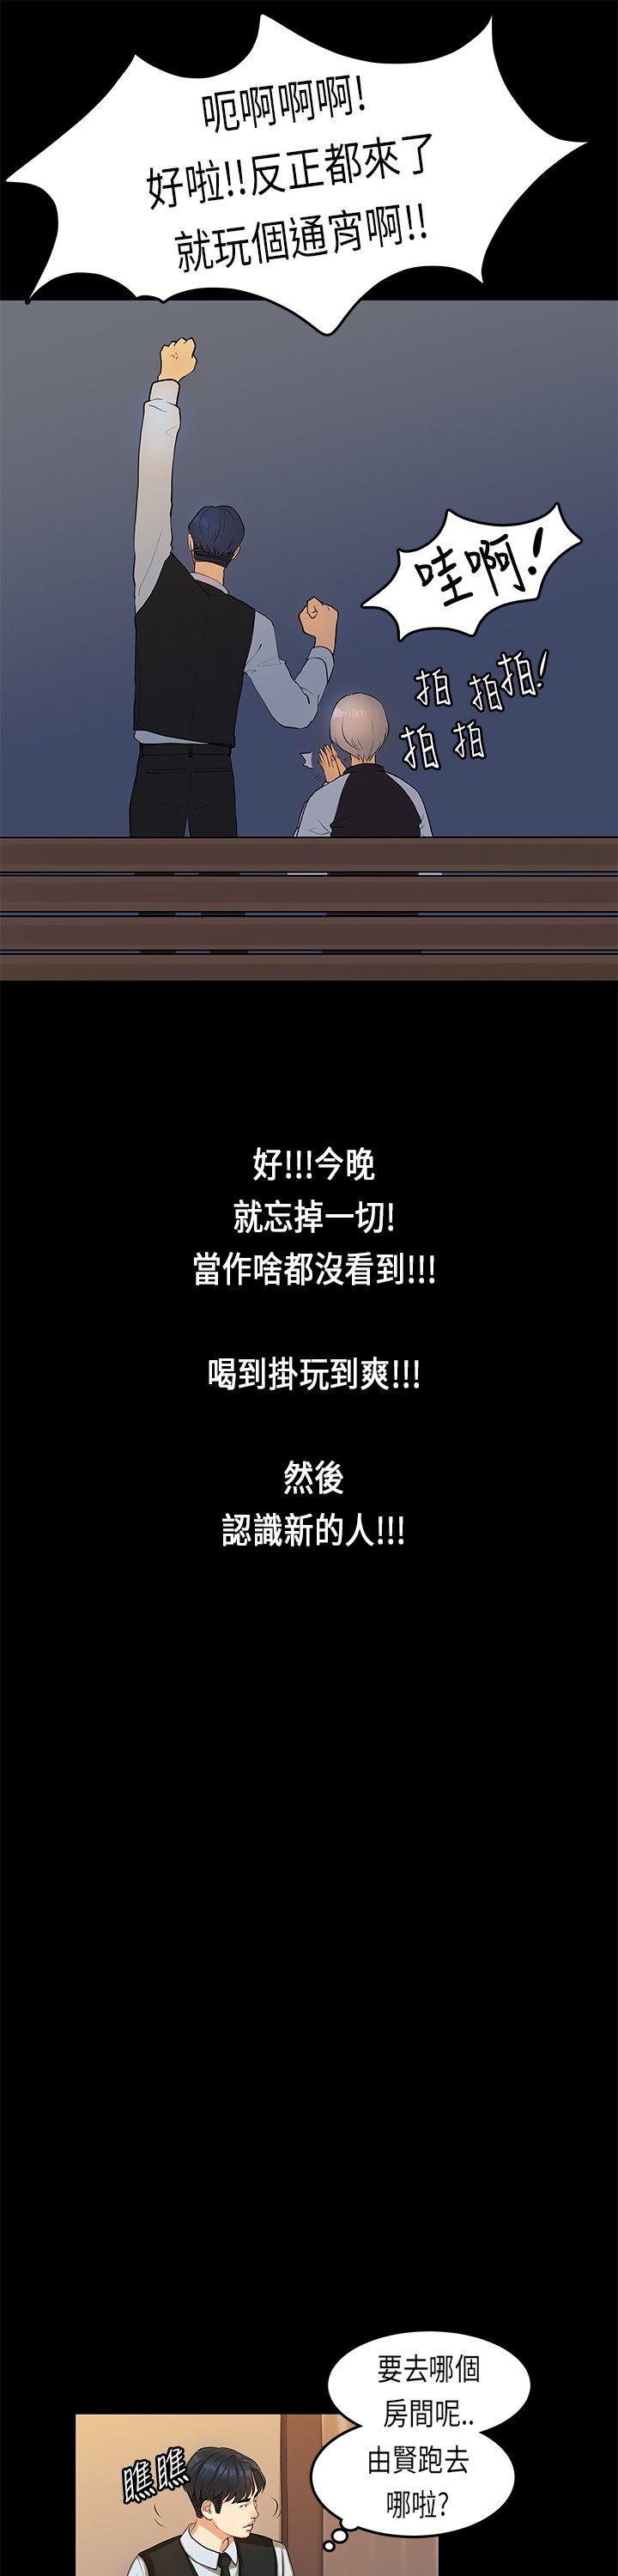 呃啊啊啊!
好啦!!反正都來了
就玩個通宵啊!!
哇啊!
拍 拍 拍!
拍 拍
好!!!今晚
就忘掉一切!
當作啥都沒看到!!!
喝到掛玩到爽!!!
然後
認識新的人!!!
要去哪個
房間呢..
由賢跑去
哪啦?
瞧瞧